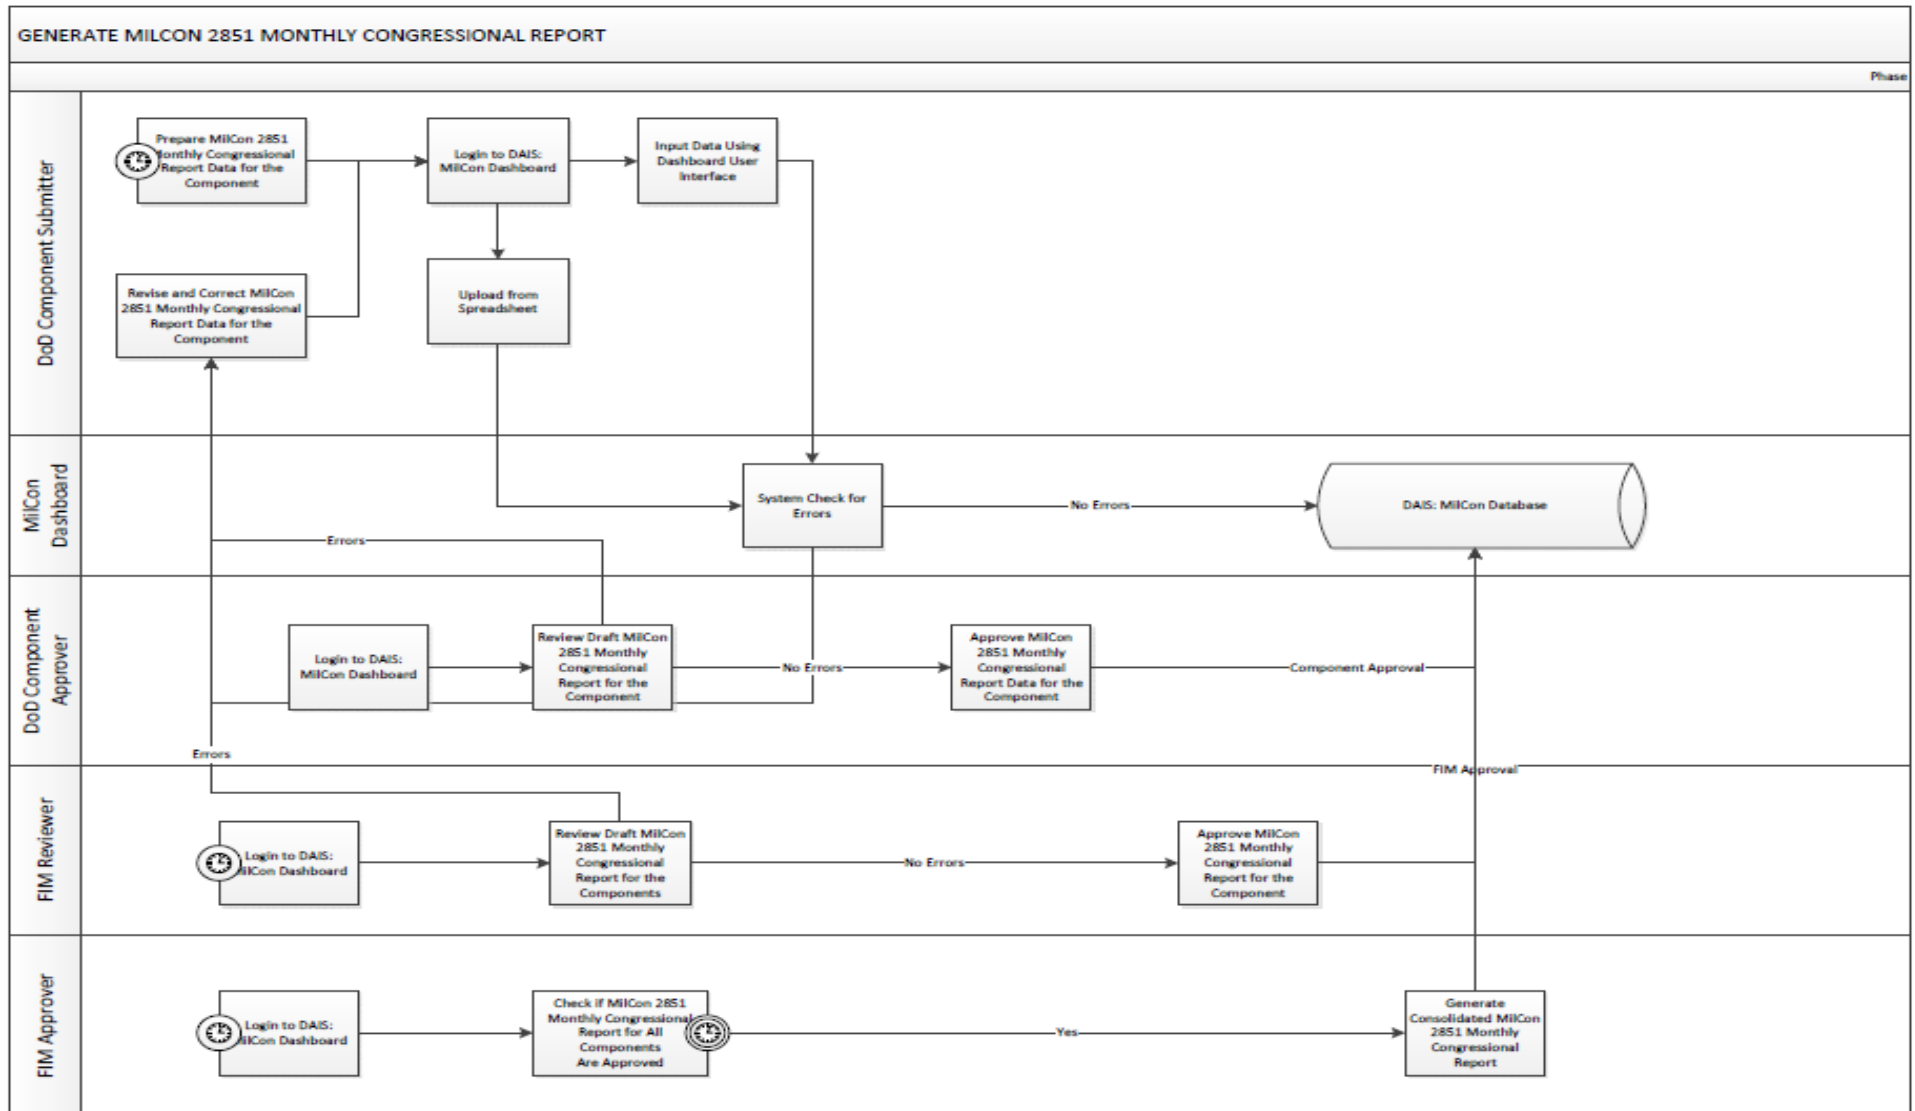 GENERATE MILCON 2851 MONTHLY CONGRESSIONAL REPORT
Phase
DoD Component Submitter
Prepare MilCon 2851
Monthly Congressional
Report Data for the
Component
Login to DAIS:
MilCon Dashboard
Input Data Using
Dashboard User
Interface
Revise and Correct MilCon
2851 Monthly Congressional
Report Data for the
Component
Upload from
Spreadsheet
MilCon
Dashboard
System Check for
Errors
No Errors
DAIS: MilCon Database
Errors
DoD Component
Approver
Login to DAIS:
MilCon Dashboard
Review Draft MilCon
2851 Monthly
Congressional
Report for the
Component
No Errors
Approve MilCon
2851 Monthly
Congressional
Report Data for the
Component
Component Approval
Errors
FIM Approval
FIM Reviewer
Login to DAIS:
MilCon Dashboard
Review Draft MilCon
2851 Monthly
Congressional
Report for the
Components
No Errors
Approve MilCon
2851 Monthly
Congressional
Report for the
Component
FIM Approver
Login to DAIS:
MilCon Dashboard
Check if MilCon 2851
Monthly Congressional
Report for All
Components
Are Approved
Yes
Generate
Consolidated MilCon
2851 Monthly
Congressional
Report